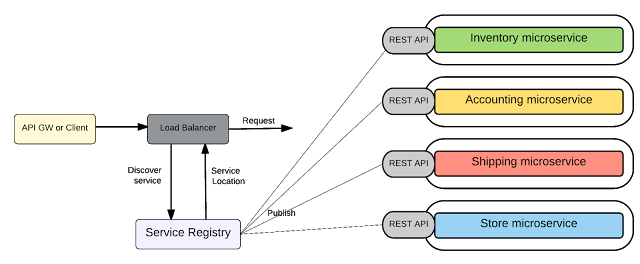 REST API
Inventory microservice
REST API
Accounting microservice
API GW or Client
Load Balancer
Request
Discover
service
Service
Location
REST API
Shipping microservice
Publish
Service Registry
REST API
Store microservice